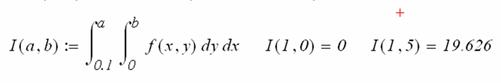 I(a,b) := ∫_{0.1}^{a} ∫_{0}^{b} f(x,y) dy dx I(1,0) = 0 I(1,5) = 19.626